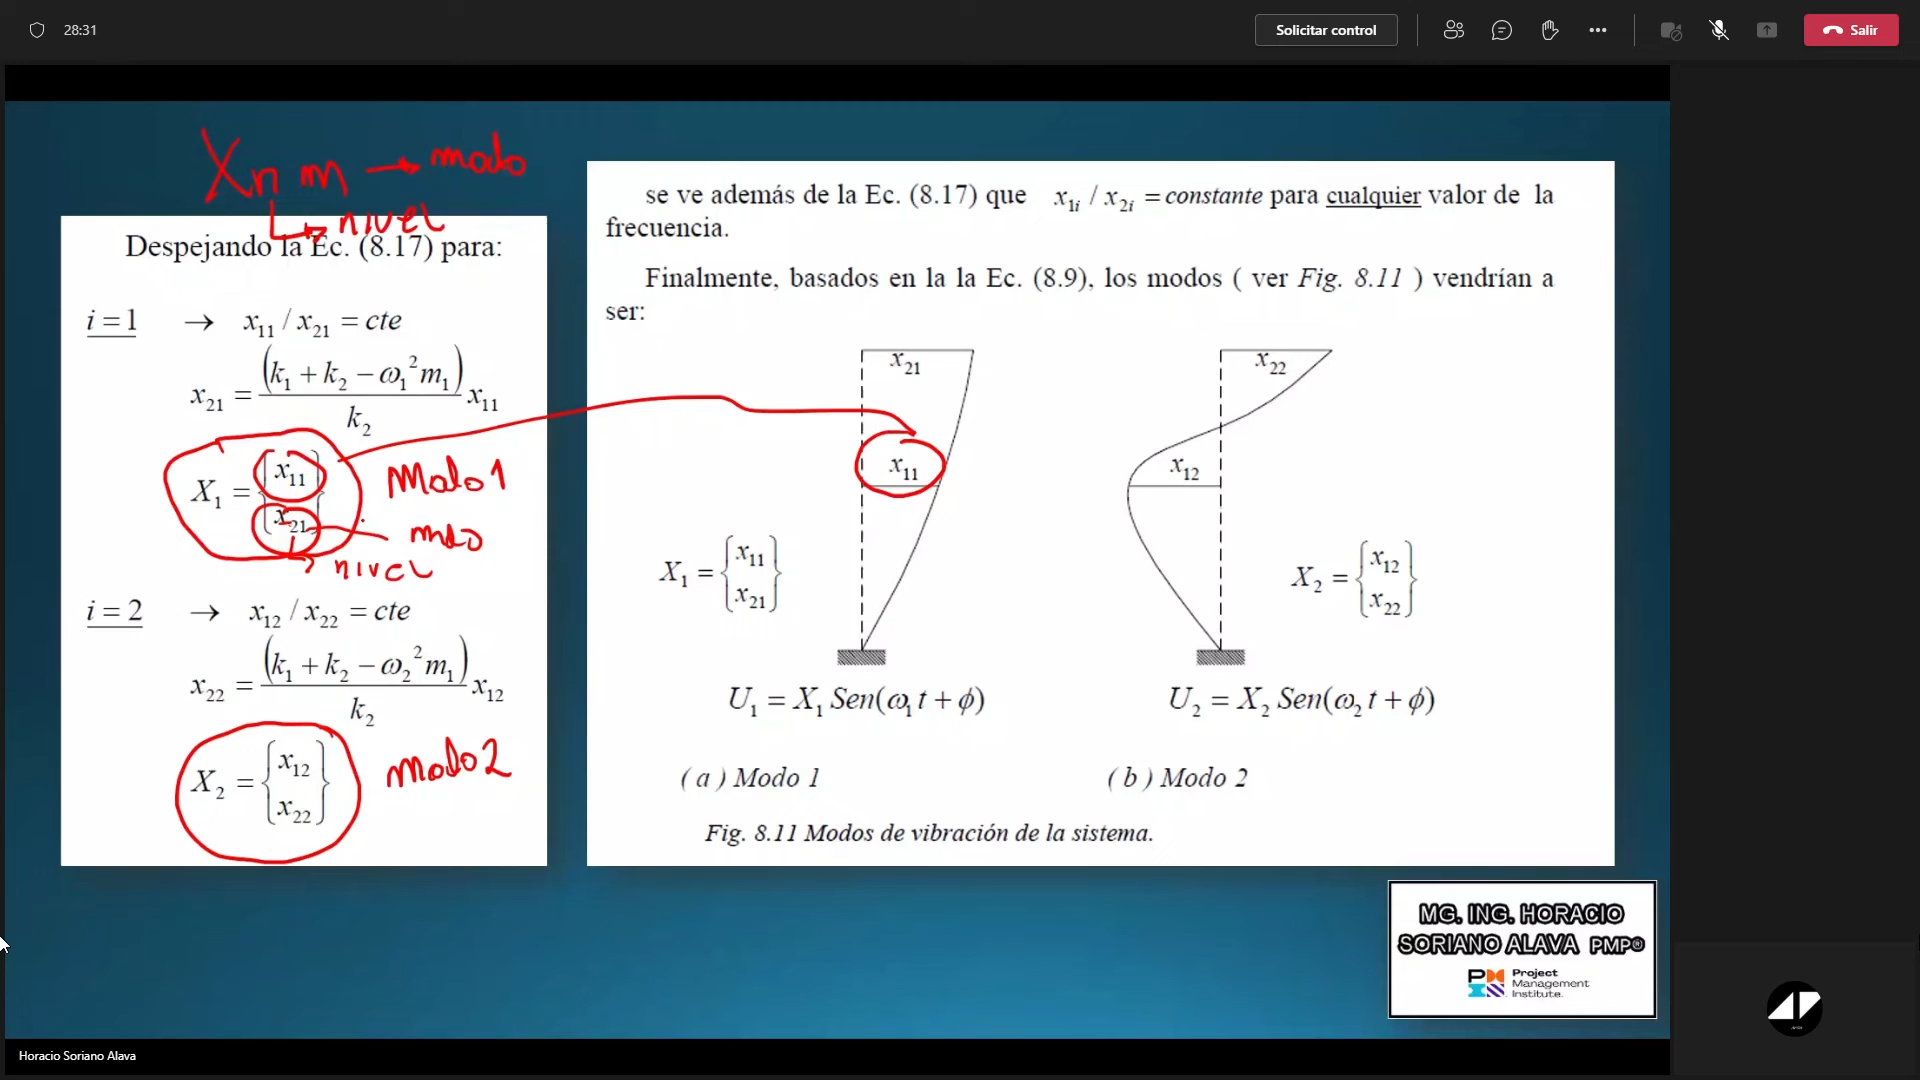 28:31
Solicitar control
Salir
Xn m → modo
nivel
Despejando la Ec. (8.17) para:
i = 1 → x11 / x21 = cte
x21 = (k1 + k2 − ω1² m1) / k2 x11
X1 = { x11
x21 }
Modo 1
modo
nivel
i = 2 → x12 / x22 = cte
x22 = (k1 + k2 − ω2² m1) / k2 x12
X2 = { x12
x22 }
modo 2
se ve además de la Ec. (8.17) que x1i / x2i = constante para cualquier valor de la
frecuencia.
Finalmente, basados en la la Ec. (8.9), los modos ( ver Fig. 8.11 ) vendrían a
ser:
x21
x11
X1 = { x11
x21 }
U1 = X1 Sen(ω1 t + ϕ)
( a ) Modo 1
x22
x12
X2 = { x12
x22 }
U2 = X2 Sen(ω2 t + ϕ)
( b ) Modo 2
Fig. 8.11 Modos de vibración de la sistema.
MG. ING. HORACIO
SORIANO ALAVA PMP®
Project
Management
Institute.
Horacio Soriano Alava